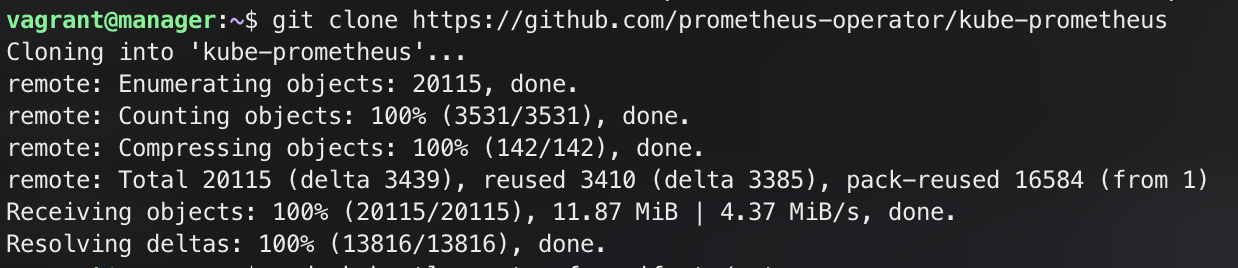 vagrant@manager:~$ git clone https://github.com/prometheus-operator/kube-prometheus
Cloning into 'kube-prometheus'...
remote: Enumerating objects: 20115, done.
remote: Counting objects: 100% (3531/3531), done.
remote: Compressing objects: 100% (142/142), done.
remote: Total 20115 (delta 3439), reused 3410 (delta 3385), pack-reused 16584 (from 1)
Receiving objects: 100% (20115/20115), 11.87 MiB | 4.37 MiB/s, done.
Resolving deltas: 100% (13816/13816), done.